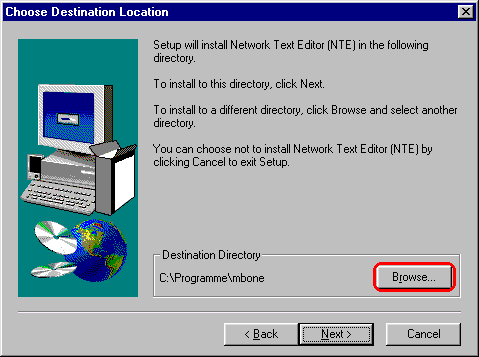 Choose Destination Location
Setup will install Network Text Editor (NTE) in the following
directory.
To install to this directory, click Next.
To install to a different directory, click Browse and select another
directory.
You can choose not to install Network Text Editor (NTE) by
clicking Cancel to exit Setup.
Destination Directory
C:\Programme\mbone
Browse...
< Back
Next >
Cancel